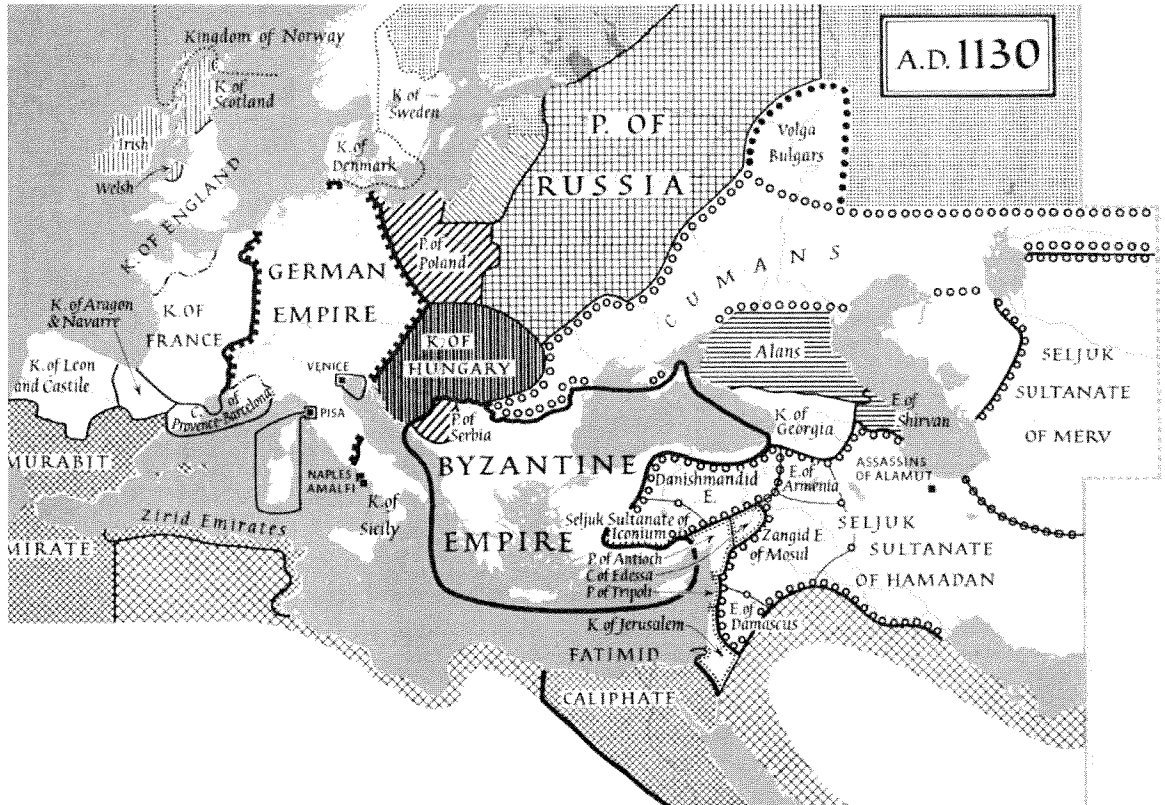 A.D. 1130
Kingdom of Norway
K. of
Scotland
Irish
Welsh
K. OF ENGLAND
K. of
Sweden
K. of
Denmark
P. OF
RUSSIA
Volga
Bulgars
P. of
Poland
GERMAN
EMPIRE
CUMANS
K. of Aragon
& Navarre
K. OF
FRANCE
K. of Leon
and Castile
C. of
Provence-Barcelona
VENICE
PISA
K. OF
HUNGARY
P. of
Serbia
Alans
E. of
Shirvan
K. of
Georgia
SELJUK
SULTANATE
OF MERV
MURABIT
EMIRATE
Zirid Emirates
NAPLES
AMALFI
K. of
Sicily
BYZANTINE
EMPIRE
Danishmandid
E.
E. of
Armenia
ASSASSINS
OF ALAMUT
Seljuk Sultanate of
Iconium
Zangid E.
of Mosul
SELJUK
SULTANATE
OF HAMADAN
P. of Antioch
C. of Edessa
P. of Tripoli
E. of
Damascus
K. of Jerusalem
FATIMID
CALIPHATE